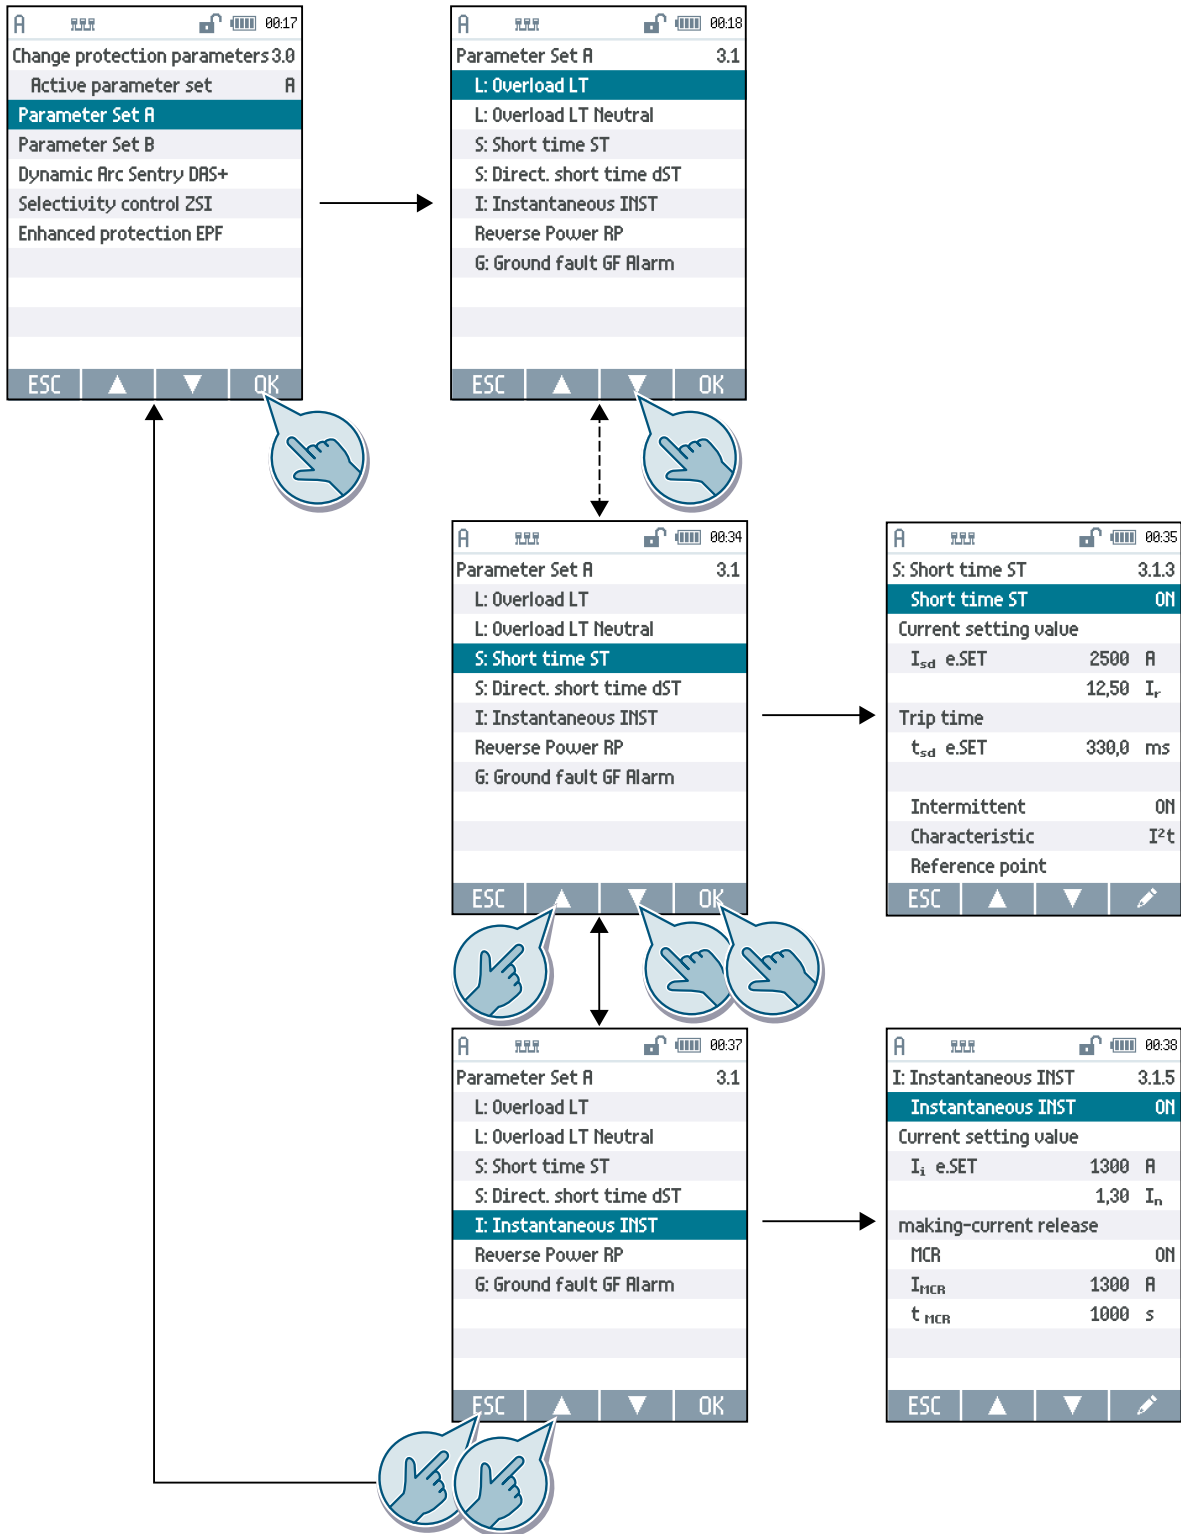 A 00:17
Change protection parameters 3.0
Active parameter set A
Parameter Set A
Parameter Set B
Dynamic Arc Sentry DAS+
Selectivity control ZSI
Enhanced protection EPF
ESC ▲ ▼ OK
A 00:18
Parameter Set A 3.1
L: Overload LT
L: Overload LT Neutral
S: Short time ST
S: Direct. short time dST
I: Instantaneous INST
Reverse Power RP
G: Ground fault GF Alarm
ESC ▲ ▼ OK
A 00:34
Parameter Set A 3.1
L: Overload LT
L: Overload LT Neutral
S: Short time ST
S: Direct. short time dST
I: Instantaneous INST
Reverse Power RP
G: Ground fault GF Alarm
ESC ▲ ▼ OK
A 00:35
S: Short time ST 3.1.3
Short time ST ON
Current setting value
Isd e.SET 2500 A
12,50 Ir
Trip time
tsd e.SET 330,0 ms
Intermittent ON
Characteristic I²t
Reference point
ESC ▲ ▼
A 00:37
Parameter Set A 3.1
L: Overload LT
L: Overload LT Neutral
S: Short time ST
S: Direct. short time dST
I: Instantaneous INST
Reverse Power RP
G: Ground fault GF Alarm
ESC ▲ ▼ OK
A 00:38
I: Instantaneous INST 3.1.5
Instantaneous INST ON
Current setting value
Ii e.SET 1300 A
1,30 In
making-current release
MCR ON
IMCR 1300 A
t MCR 1000 s
ESC ▲ ▼